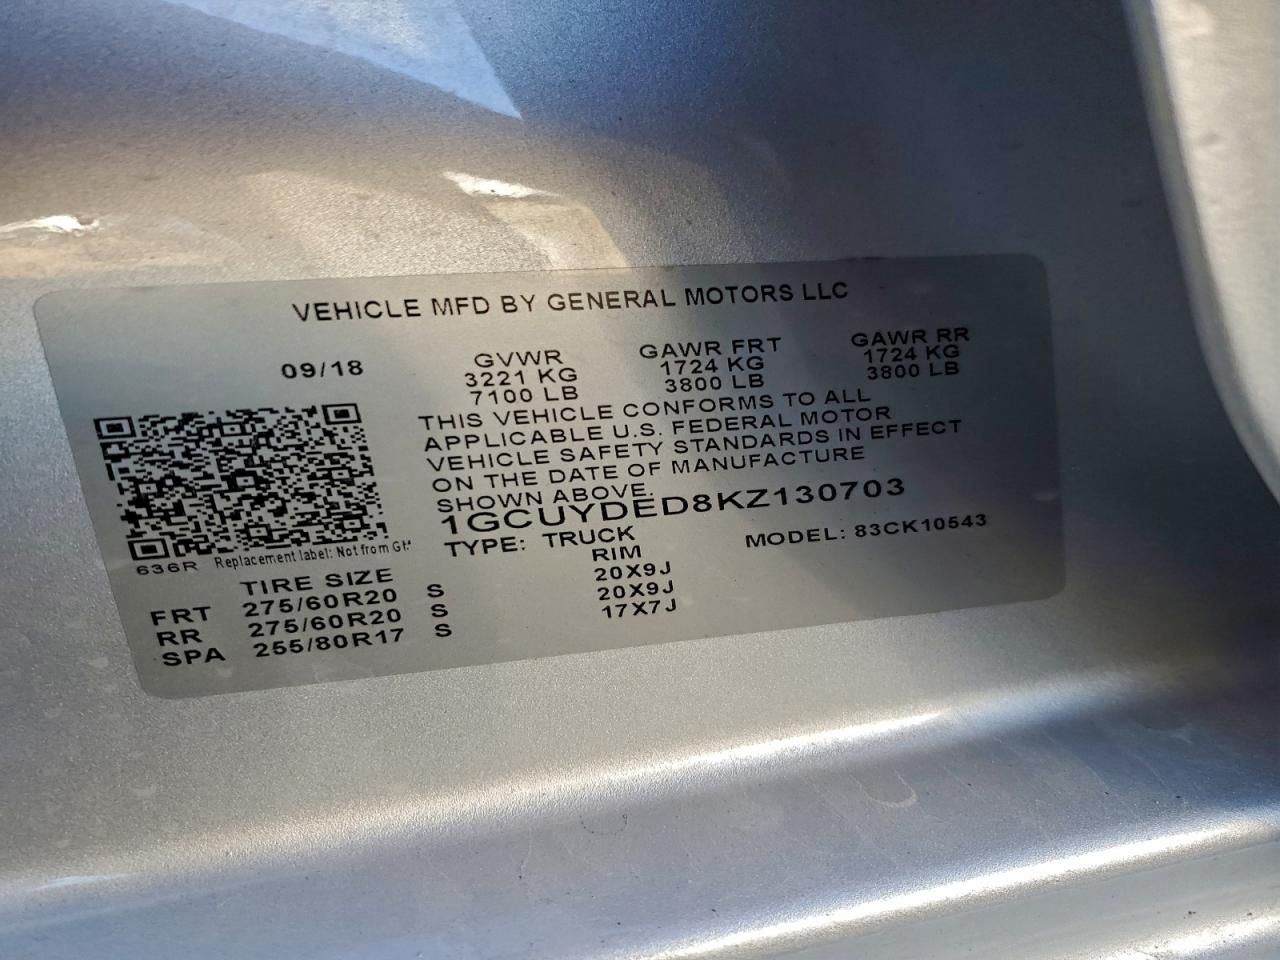 VEHICLE MFD BY GENERAL MOTORS LLC
09/18
GVWR
3221 KG
7100 LB
GAWR FRT
1724 KG
3800 LB
GAWR RR
1724 KG
3800 LB
THIS VEHICLE CONFORMS TO ALL
APPLICABLE U.S. FEDERAL MOTOR
VEHICLE SAFETY STANDARDS IN EFFECT
ON THE DATE OF MANUFACTURE
SHOWN ABOVE.
1GCUYDED8KZ130703
TYPE: TRUCK
MODEL: 83CK10543
636R Replacement label: Not from
TIRE SIZE RIM
FRT 275/60R20 S 20X9J
RR 275/60R20 S 20X9J
SPA 255/80R17 S 17X7J